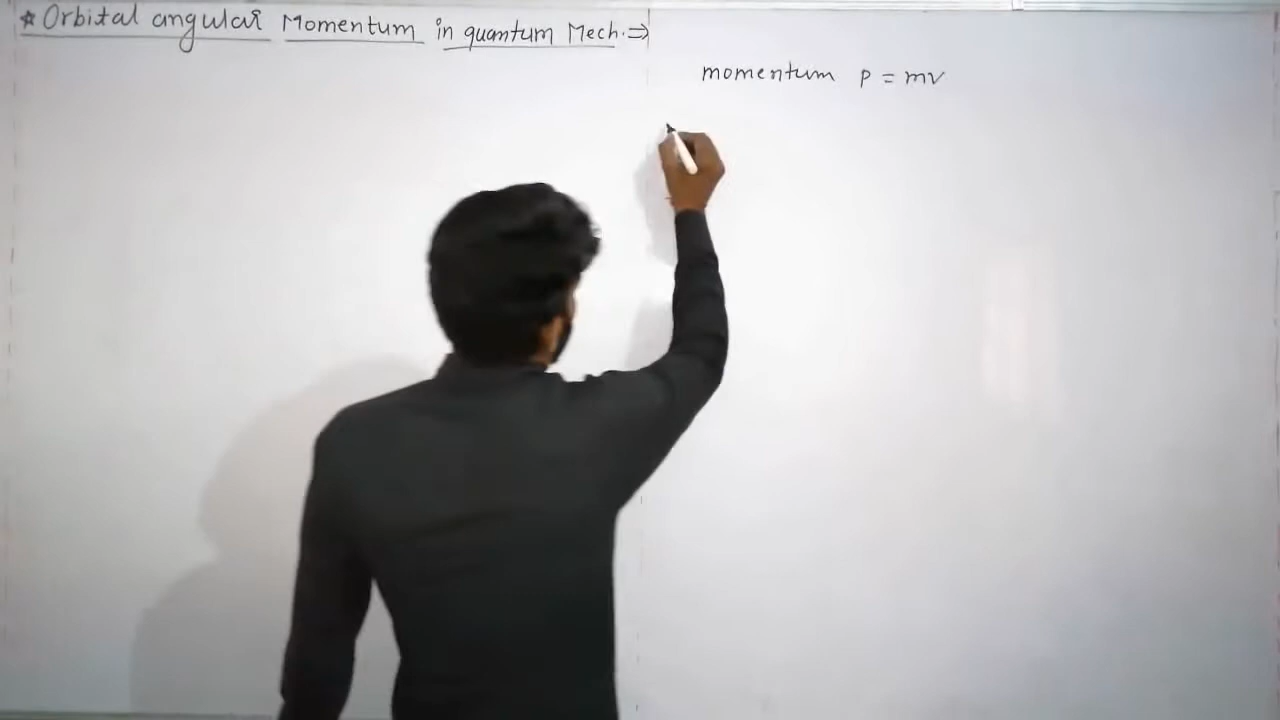 * Orbital angular Momentum in quantum Mech. ⇒
momentum p = mv